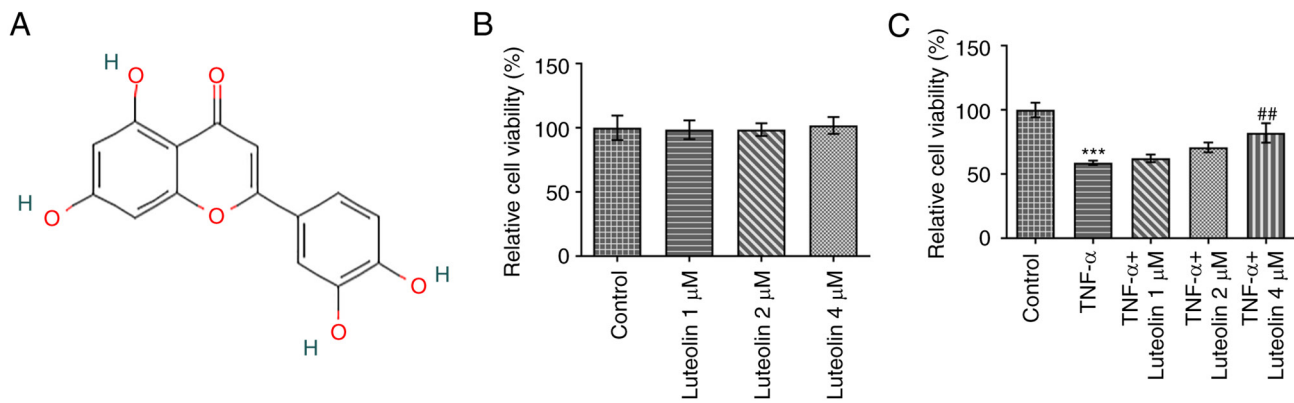 A
H
O
O
H
O
O
O
H
O
H
B
Relative cell viability (%)
150
100
50
0
Control
Luteolin 1 μM
Luteolin 2 μM
Luteolin 4 μM
C
Relative cell viability (%)
150
100
50
0
***
##
Control
TNF-α
TNF-α+
Luteolin 1 μM
TNF-α+
Luteolin 2 μM
TNF-α+
Luteolin 4 μM